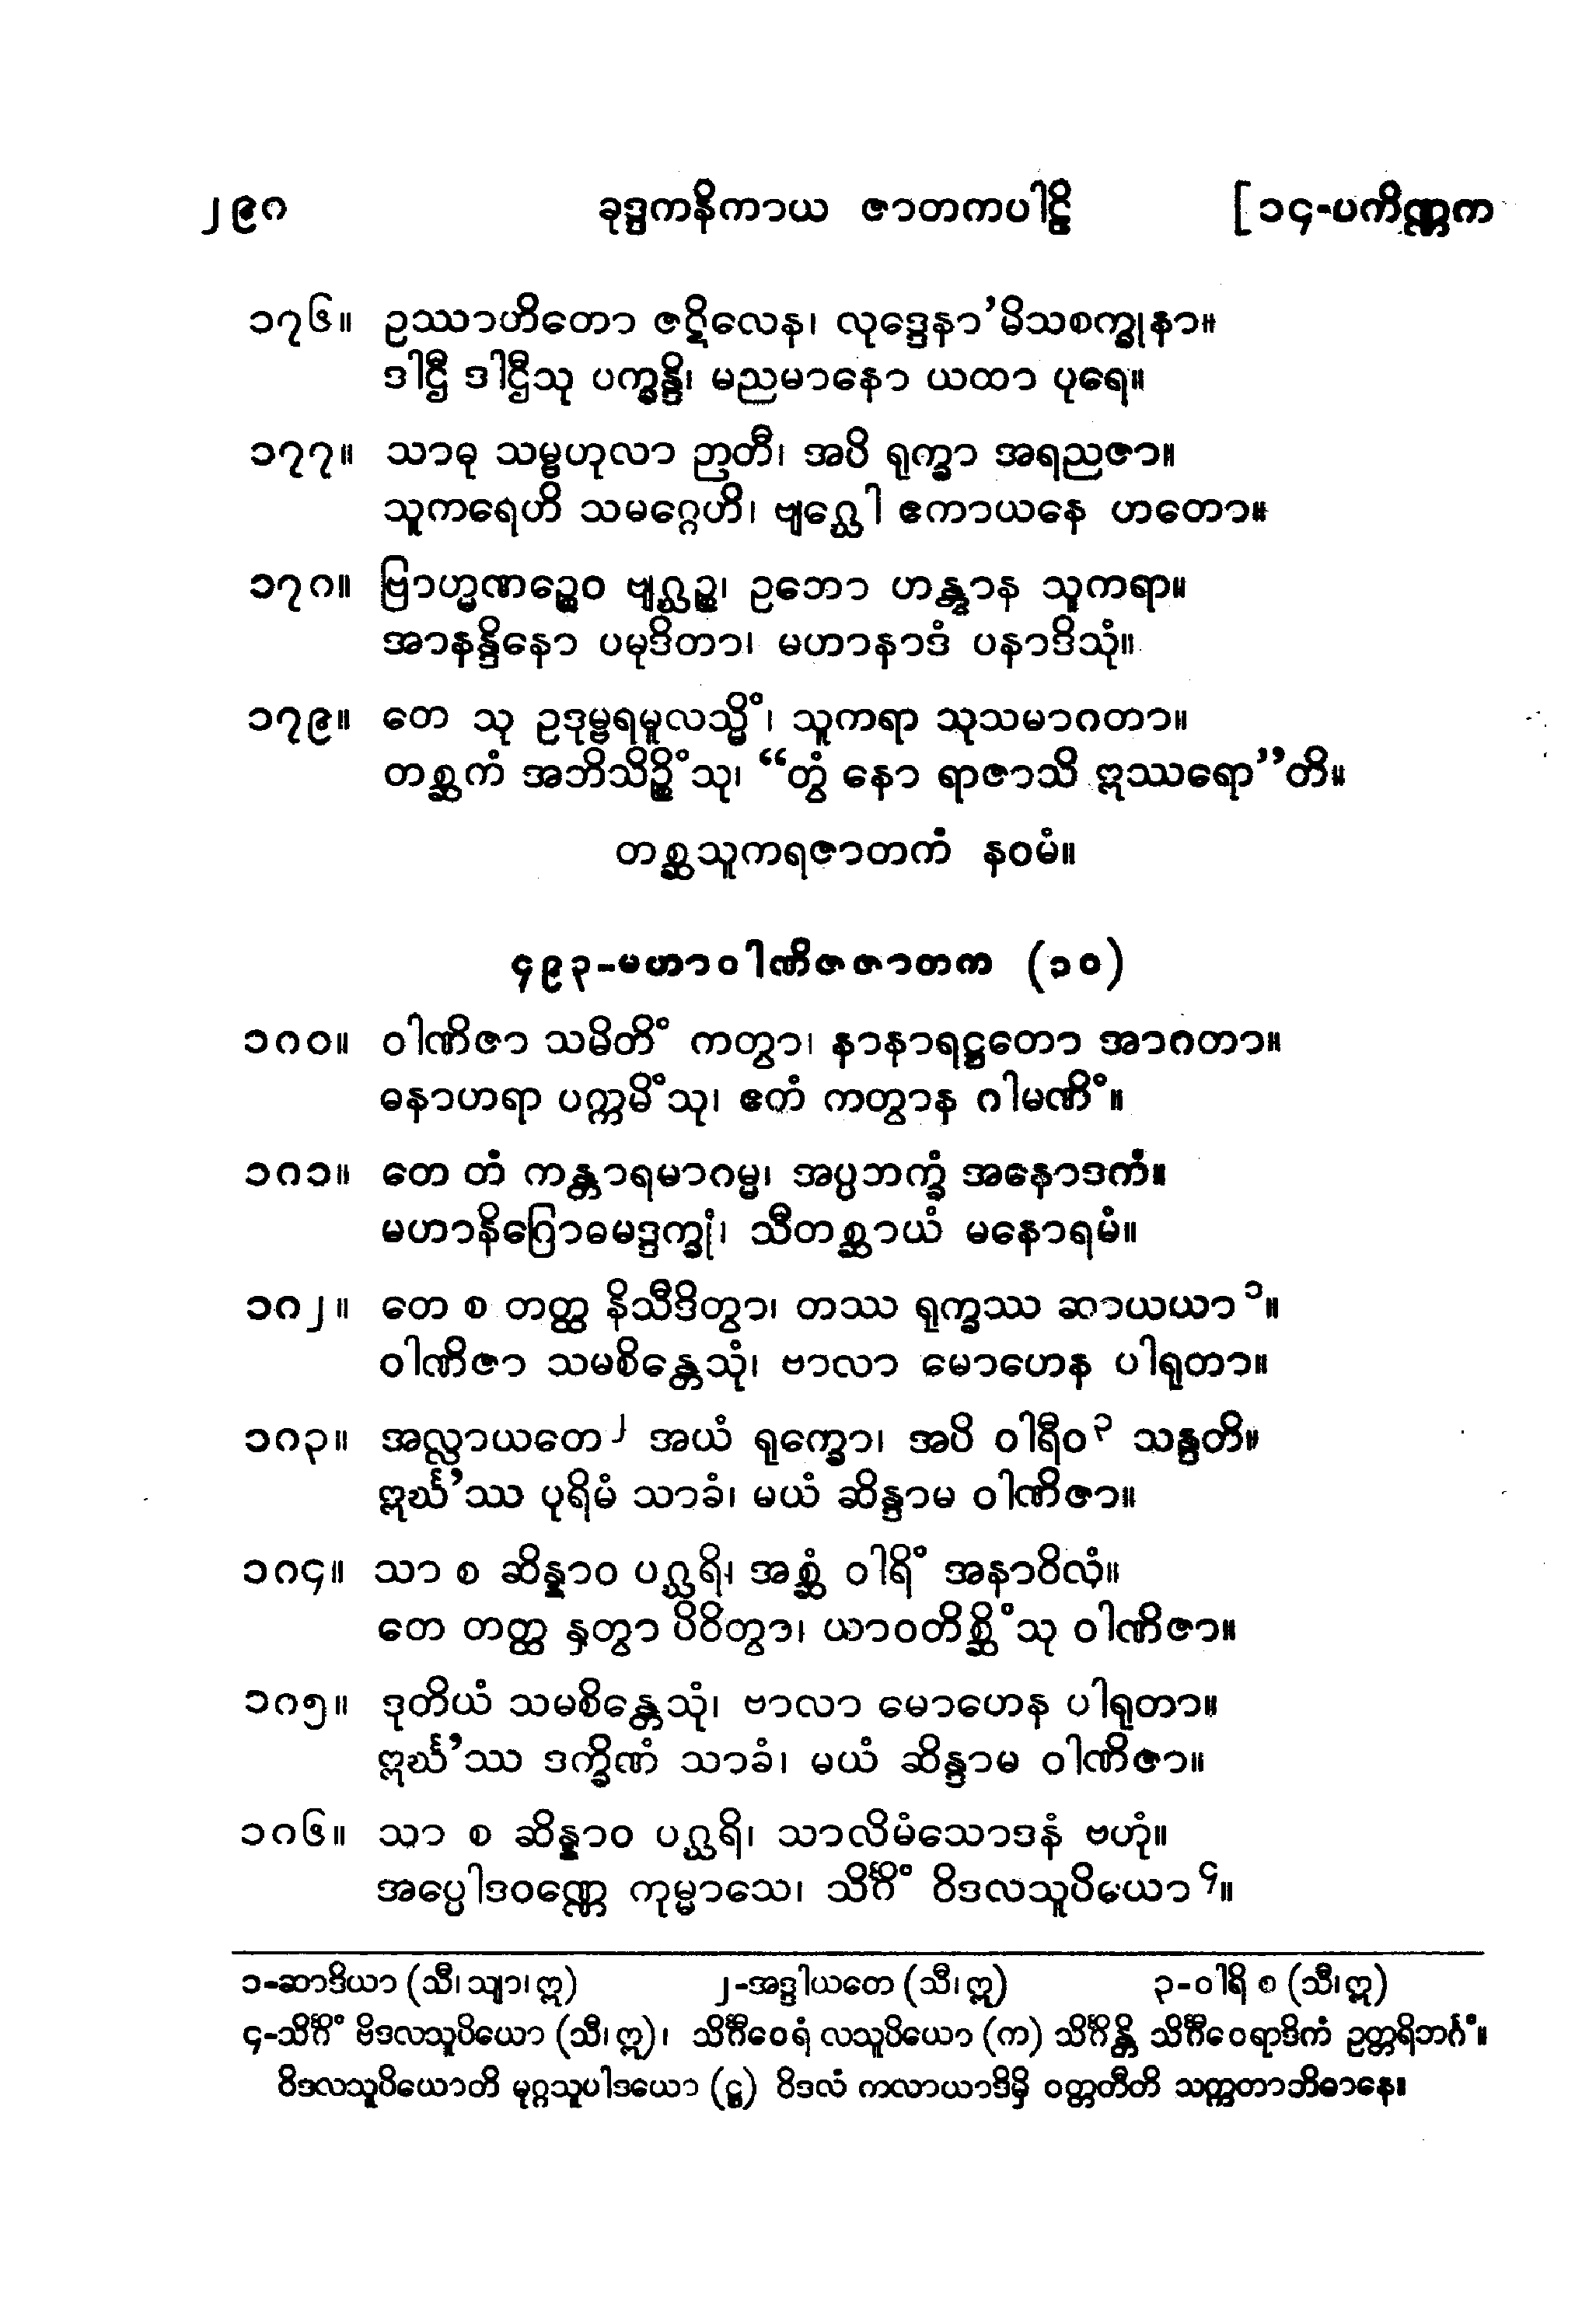 ၂၉ဂ ခုဒ္ဒကနိကာယ ဇာတကပါဠိ [၁၄-ပကိဏ္ဏက
၁၇၆။ ဥဿာဟိတော ဇဋိလေန၊ လုဒ္ဒေနာ’မိသစက္ခုနာ။
ဒါဌီ ဒါဌီသု ပက္ခန္ဒိ၊ မညမာနော ယထာ ပုရေ။
၁၇၇။ သာဓု သမ္ဗဟုလာ ဉာတီ၊ အပိ ရုက္ခာ အရညဇာ။
သူကရေဟိ သမဂ္ဂေဟိ၊ ဗျဂ္ဃေါ ဧကာယနေ ဟတော။
၁၇ဂ။ ဗြာဟ္မဏဉ္စေဝ ဗျဂ္ဃဉ္စ၊ ဥဘော ဟန္တွာန သူကရာ။
အာနန္ဒိနော ပမုဒိတာ၊ မဟာနာဒံ ပနာဒိသုံ။
၁၇၉။ တေ သု ဥဒုမ္ဗရမူလသ္မိံ၊ သူကရာ သုသမာဂတာ။
တစ္ဆကံ အဘိသိဉ္စိံသု၊ “တွံ နော ရာဇာသိ ဣဿရော”တိ။
တစ္ဆသူကရဇာတကံ နဝမံ။
၄၉၃-မဟာဝါဏိဇဇာတက (၁၀)
၁ဂ၀။ ဝါဏိဇာ သမိတိံ ကတွာ၊ နာနာရဋ္ဌတော အာဂတာ။
ဓနာဟရာ ပက္ကမိံသု၊ ဧကံ ကတွာန ဂါမဏိံ။
၁ဂ၁။ တေ တံ ကန္တာရမာဂမ္မ၊ အပ္ပဘက္ခံ အနောဒကံ။
မဟာနိဂြောဓမဒ္ဒက္ခုံ၊ သီတစ္ဆာယံ မနောရမံ။
၁ဂ၂။ တေ စ တတ္ထ နိသီဒိတွာ၊ တဿ ရုက္ခဿ ဆာယယာ၁။
ဝါဏိဇာ သမစိန္တေသုံ၊ ဗာလာ မောဟေန ပါရုတာ။
၁ဂ၃။ အလ္လာယတေ၂ အယံ ရုက္ခော၊ အပိ ဝါရီဝ၃ သန္ဒတိ။
ဣင်္ဃ’ဿ ပုရိမံ သာခံ၊ မယံ ဆိန္ဒာမ ဝါဏိဇာ။
၁ဂ၄။ သာ စ ဆိန္နာဝ ပဂ္ဃရိ၊ အစ္ဆံ ဝါရိံ အနာဝိလံ။
တေ တတ္ထ နှတွာ ပိဝိတွာ၊ ယာဝတိစ္ဆိံသု ဝါဏိဇာ။
၁ဂ၅။ ဒုတိယံ သမစိန္တေသုံ၊ ဗာလာ မောဟေန ပါရုတာ။
ဣင်္ဃ’ဿ ဒက္ခိဏံ သာခံ၊ မယံ ဆိန္ဒာမ ဝါဏိဇာ။
၁ဂ၆။ သာ စ ဆိန္နာဝ ပဂ္ဃရိ၊ သာလိမံသောဒနံ ဗဟုံ။
အပ္ပေါဒဝဏ္ဏေ ကုမ္မာသေ၊ သိင်္ဂိံ ဝိဒလသူပိယော၄။
၁-ဆာဒိယာ (သီ၊ သျာ၊ ဣ) ၂-အဒ္ဒါယတေ (သီ၊ ဣ) ၃-ဝါရိ စ (သီ၊ ဣ)
၄-သိင်္ဂိံ ဗိဒလသူပိယော (သီ၊ ဣ)၊ သိင်္ဂီဝေရံ လသူပိယော (က) သိင်္ဂိန္တိ သိင်္ဂီဝေရာဒိကံ ဥတ္တရိဘင်္ဂံ။
ဝိဒလသူပိယောတိ မုဂ္ဂသူပါဒယော (ဋ္ဌ) ဝိဒလံ ကလာယာဒိမှိ ဝတ္တတီတိ သက္ကတာဘိဓာနေ။